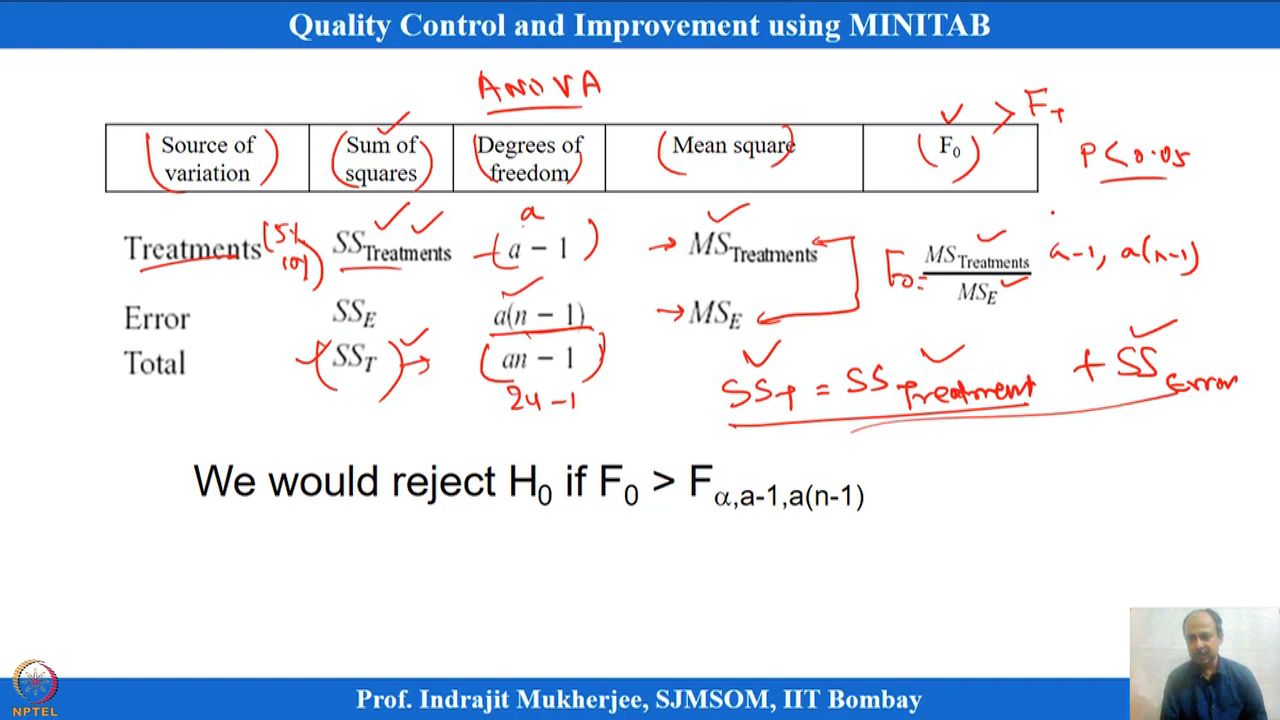 Quality Control and Improvement using MINITAB
ANOVA
> F_T
Source of variation Sum of squares Degrees of freedom Mean square F₀
P < 0.05
a
Treatments (5% 10%) SS_Treatments a − 1 MS_Treatments F₀ = MS_Treatments / MS_E a-1, a(n-1)
Error SS_E a(n − 1) MS_E
Total SS_T an − 1
24 - 1
SS_T = SS_Treatment + SS_Error
We would reject H₀ if F₀ > F_α,a-1,a(n-1)
NPTEL
Prof. Indrajit Mukherjee, SJMSOM, IIT Bombay